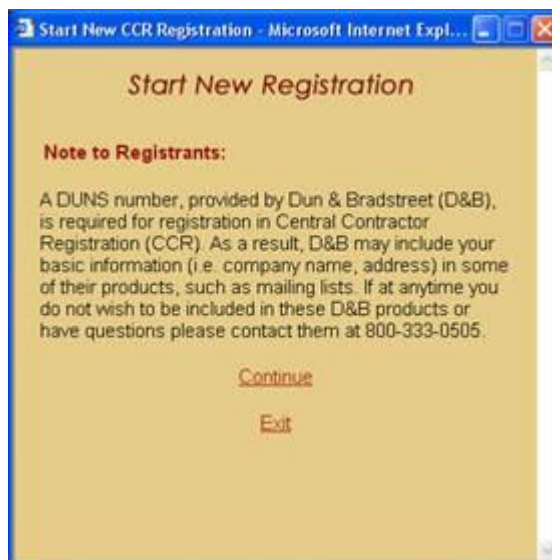 Start New CCR Registration - Microsoft Internet Expl...
Start New Registration
Note to Registrants:
A DUNS number, provided by Dun & Bradstreet (D&B),
is required for registration in Central Contractor
Registration (CCR). As a result, D&B may include your
basic information (i.e. company name, address) in some
of their products, such as mailing lists. If at anytime you
do not wish to be included in these D&B products or
have questions please contact them at 800-333-0505.
Continue
Exit